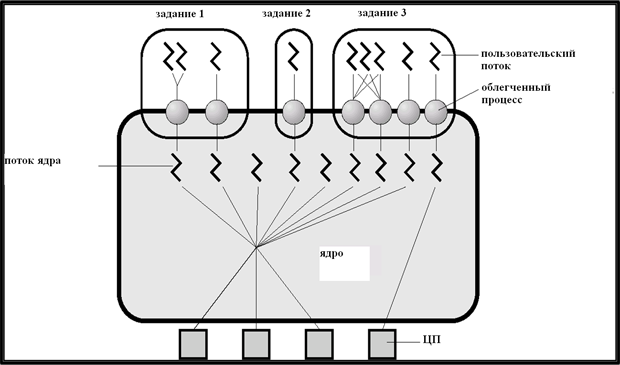 задание 1
задание 2
задание 3
пользовательский
поток
облегченный
процесс
поток ядра
ядро
ЦП